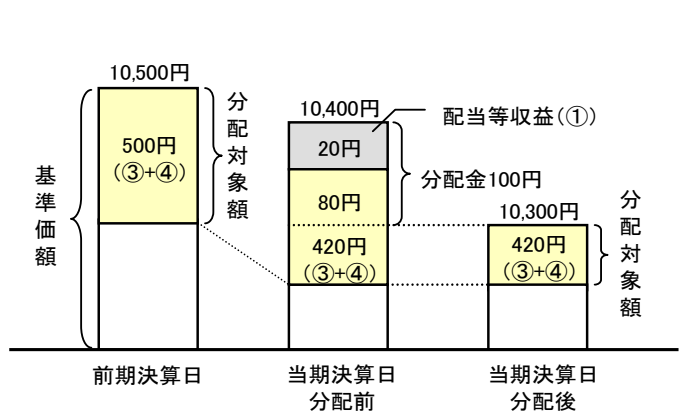 10,500円
500円
(③+④)
分配対象額
基準価額
10,400円
配当等収益(①)
20円
80円
分配金100円
420円
(③+④)
10,300円
420円
(③+④)
分配対象額
前期決算日
当期決算日
分配前
当期決算日
分配後